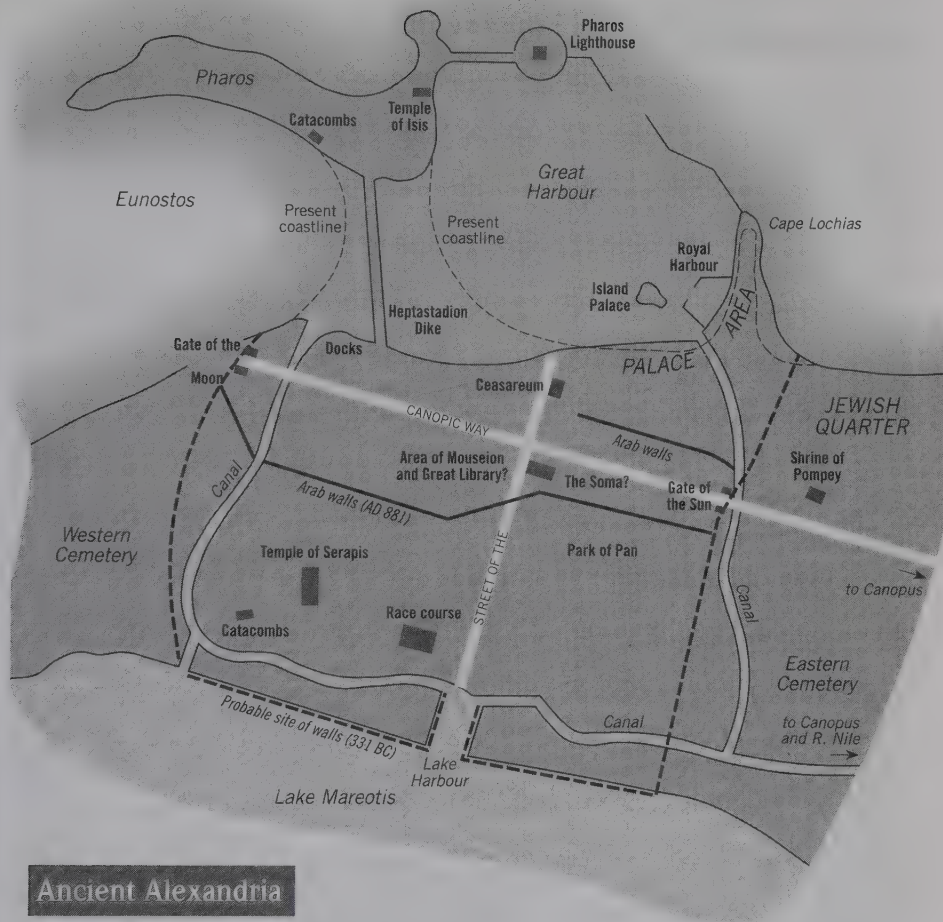 Pharos
Lighthouse
Pharos
Temple
of Isis
Catacombs
Great
Harbour
Eunostos
Present
coastline
Present
coastline
Cape Lochias
Royal
Harbour
Island
Palace
AREA
Heptastadion
Dike
Gate of the
Moon
Docks
PALACE
Ceasareum
JEWISH
QUARTER
CANOPIC WAY
Arab walls
Area of Mouseion
and Great Library?
The Soma?
Shrine of
Pompey
Gate of
the Sun
Canal
Arab walls (AD 881)
Western
Cemetery
Temple of Serapis
Park of Pan
STREET OF THE
to Canopus
Canal
Race course
Catacombs
Eastern
Cemetery
Probable site of walls (331 BC)
Canal
to Canopus
and R. Nile
Lake
Harbour
Lake Mareotis
Ancient Alexandria